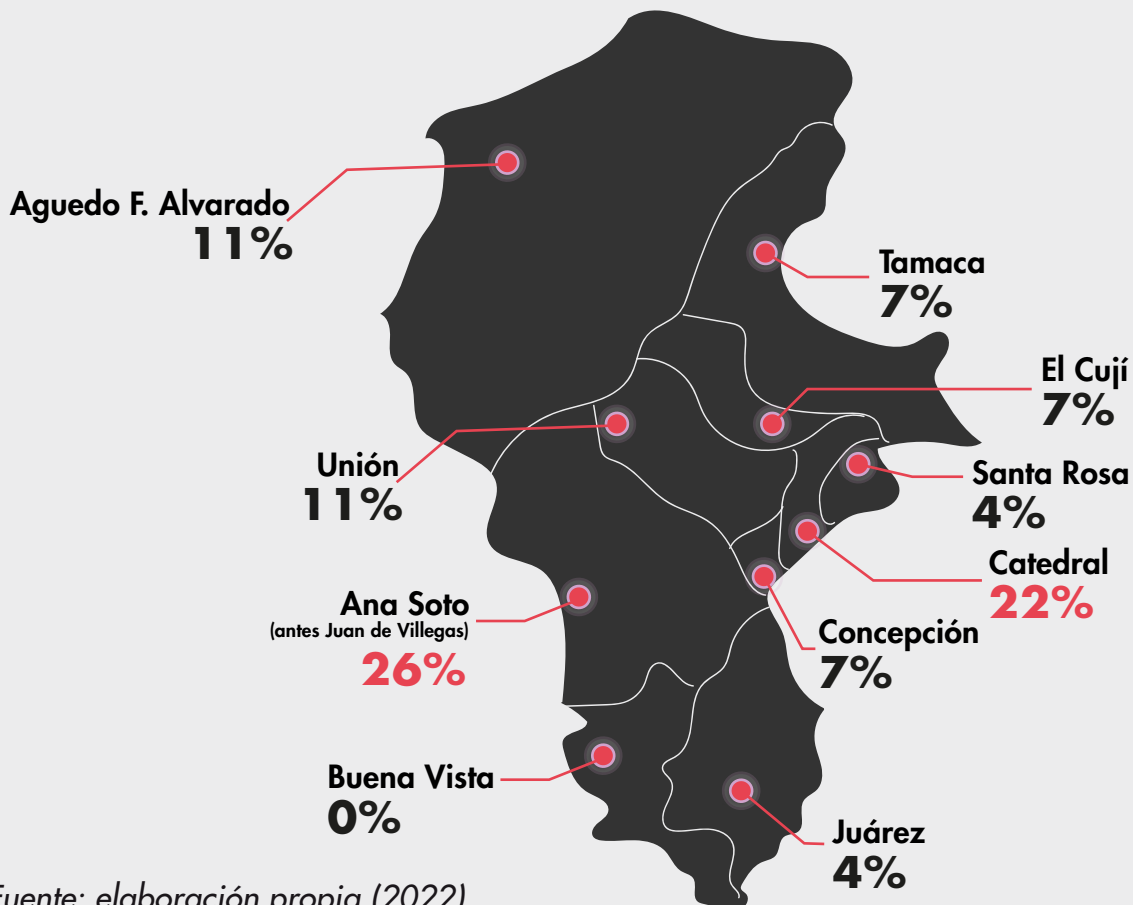 Aguedo F. Alvarado
11%
Tamaca
7%
El Cují
7%
Unión
11%
Santa Rosa
4%
Catedral
22%
Ana Soto
(antes Juan de Villegas)
26%
Concepción
7%
Buena Vista
0%
Juárez
4%
Fuente: elaboración propia (2022)